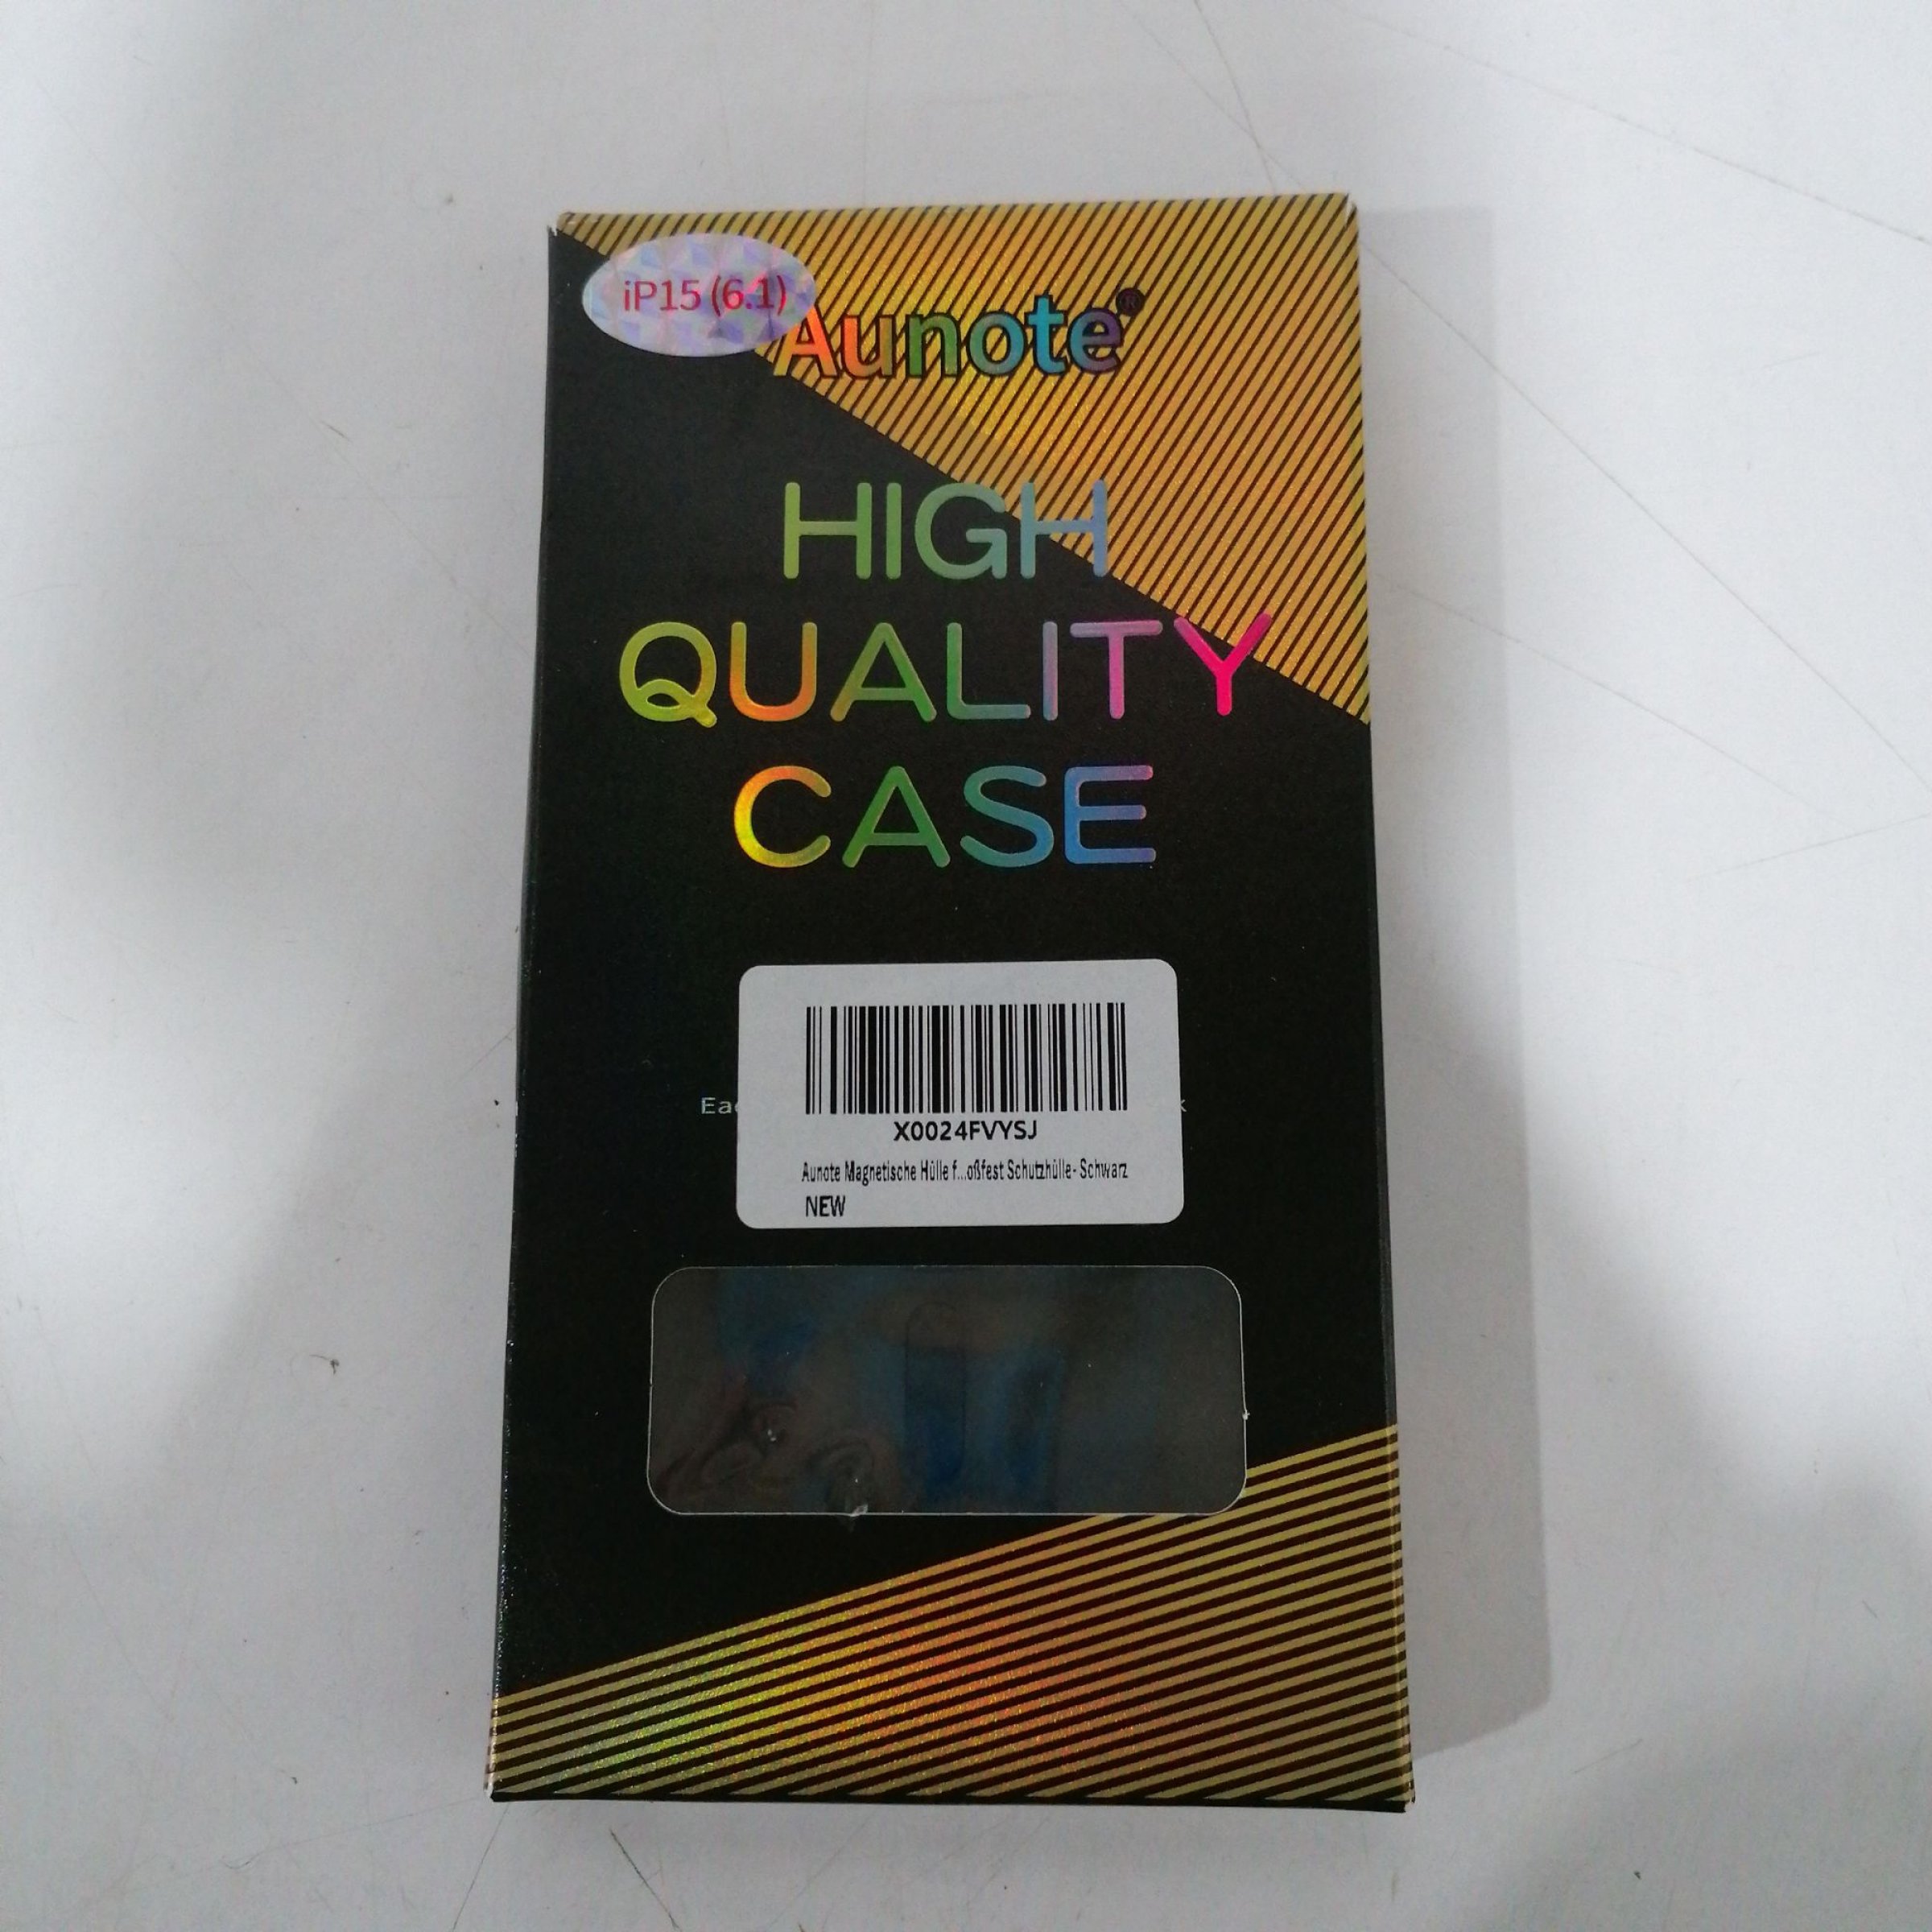 iP15 (6.1)
Aunote®
HIGH
QUALITY
CASE
X0024FVYSJ
Aunote Magnetische Hülle f...oßfest Schutzhülle- Schwarz
NEW